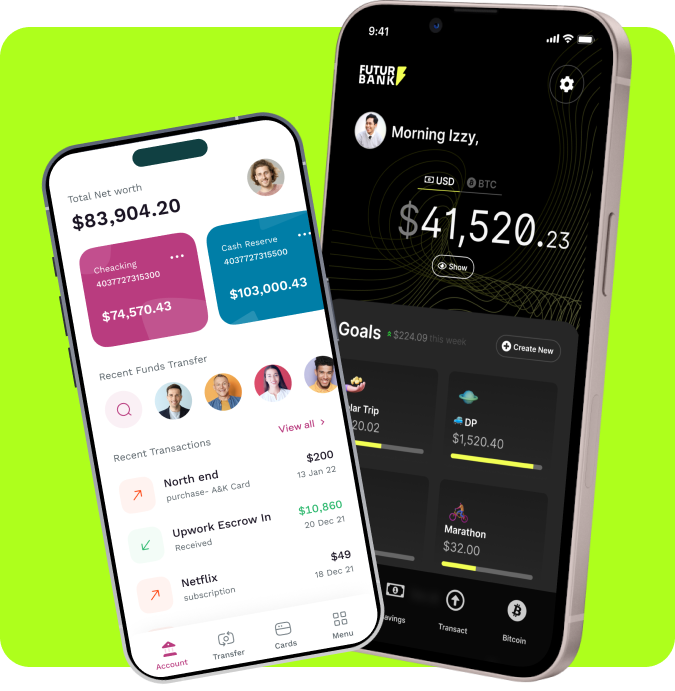 9:41
FUTUR
BANK
Morning Izzy,
USD
BTC
$41,520.23
Show
Goals
$224.09 this week
Create New
lar Trip
20.02
DP
$1,520.40
Marathon
$32.00
avings
Transact
Bitcoin
Total Net worth
$83,904.20
Cheacking
4037727315300
$74,570.43
Cash Reserve
4037727315500
$103,000.43
Recent Funds Transfer
Recent Transactions
View all
North end
$200
purchase- A&K Card
13 Jan 22
Upwork Escrow In
$10,860
Received
20 Dec 21
Netflix
$49
subscription
18 Dec 21
Account
Transfer
Cards
Menu